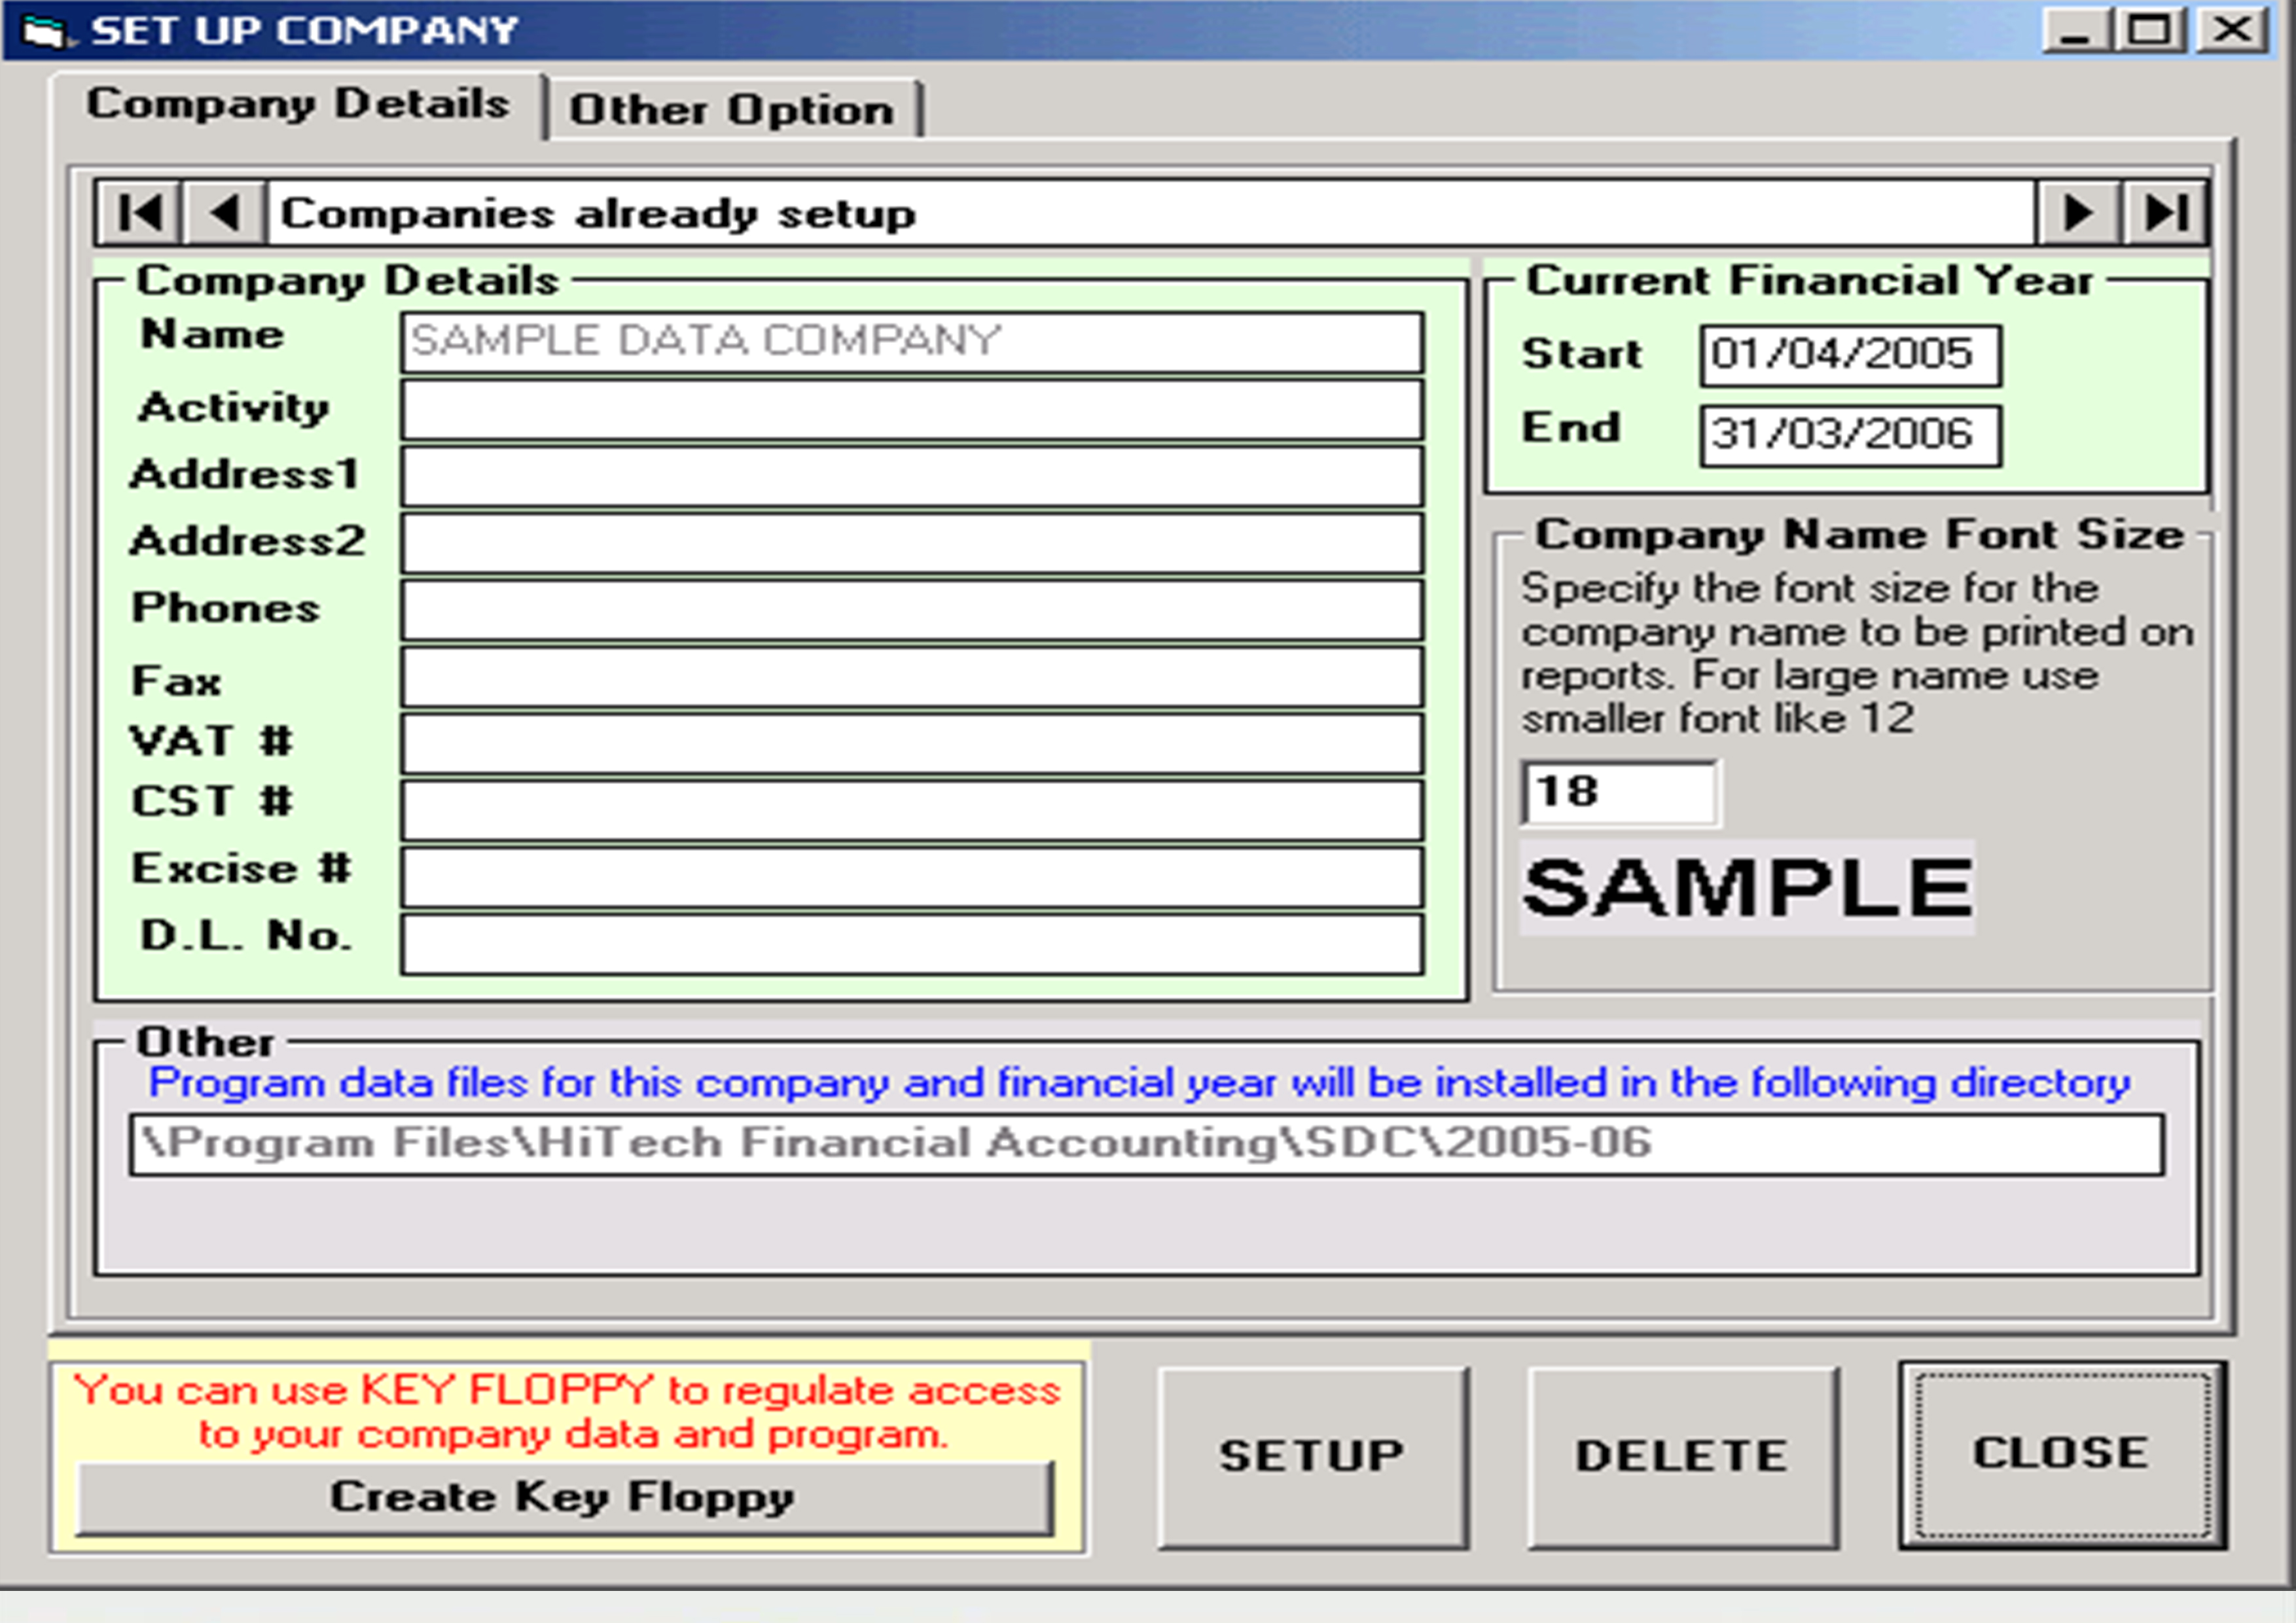 SET UP COMPANY
Company Details
Other Option
Companies already setup
Company Details
Name
SAMPLE DATA COMPANY
Activity
Address1
Address2
Phones
Fax
VAT #
CST #
Excise #
D.L. No.
Current Financial Year
Start
01/04/2005
End
31/03/2006
Company Name Font Size
Specify the font size for the
company name to be printed on
reports. For large name use
smaller font like 12
18
SAMPLE
Other
Program data files for this company and financial year will be installed in the following directory
\Program Files\HiTech Financial Accounting\SDC\2005-06
You can use KEY FLOPPY to regulate access
to your company data and program.
Create Key Floppy
SETUP
DELETE
CLOSE